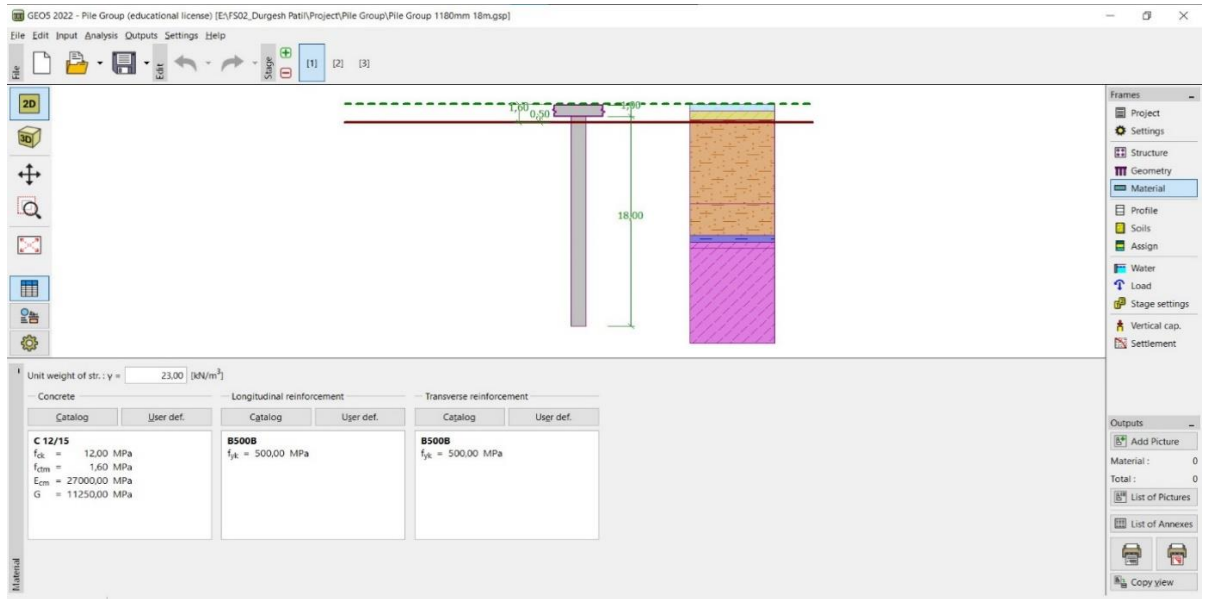 GEO5 2022 - Pile Group (educational license) [E:\FS02_Durgesh Patil\Project\Pile Group\Pile Group 1180mm 18m.gsp]
File Edit Input Analysis Outputs Settings Help
File
Edit
Stage
[1] [2] [3]
2D
3D
1,60
0,50
1,00
18,00
Frames
Project
Settings
Structure
Geometry
Material
Profile
Soils
Assign
Water
Load
Stage settings
Vertical cap.
Settlement
Unit weight of str. : γ = 23,00 [kN/m³]
Concrete
Catalog User def.
C 12/15
fck = 12,00 MPa
fctm = 1,60 MPa
Ecm = 27000,00 MPa
G = 11250,00 MPa
Longitudinal reinforcement
Catalog User def.
B500B
fyk = 500,00 MPa
Transverse reinforcement
Catalog User def.
B500B
fyk = 500,00 MPa
Material
Outputs
Add Picture
Material : 0
Total : 0
List of Pictures
List of Annexes
Copy view